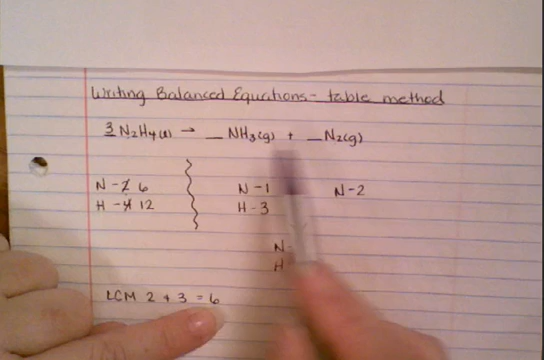 Writing Balanced Equations - table method
3 N2H4(l) → __ NH3(g) + __ N2(g)
N - 2 6 N - 1 N - 2
H - 4 12 H - 3
N -
H
LCM 2 + 3 = 6